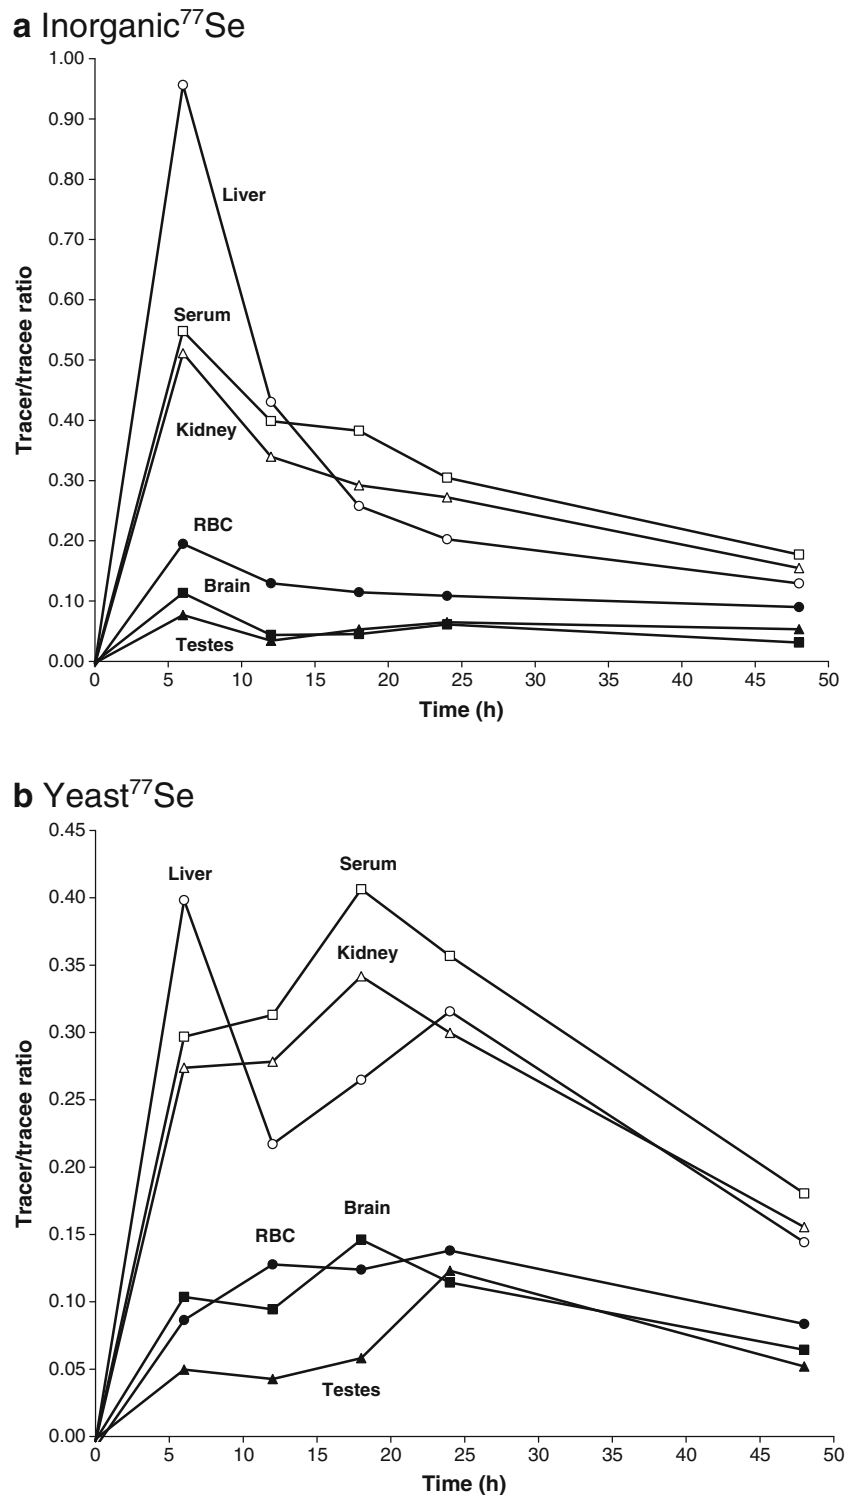 a Inorganic⁷⁷Se
1.00
0.90
0.80
0.70
0.60
0.50
0.40
0.30
0.20
0.10
0.00
Tracer/tracee ratio
Liver
Serum
Kidney
RBC
Brain
Testes
0 5 10 15 20 25 30 35 40 45 50
Time (h)
b Yeast⁷⁷Se
0.45
0.40
0.35
0.30
0.25
0.20
0.15
0.10
0.05
0.00
Tracer/tracee ratio
Liver
Serum
Kidney
Brain
RBC
Testes
0 5 10 15 20 25 30 35 40 45 50
Time (h)